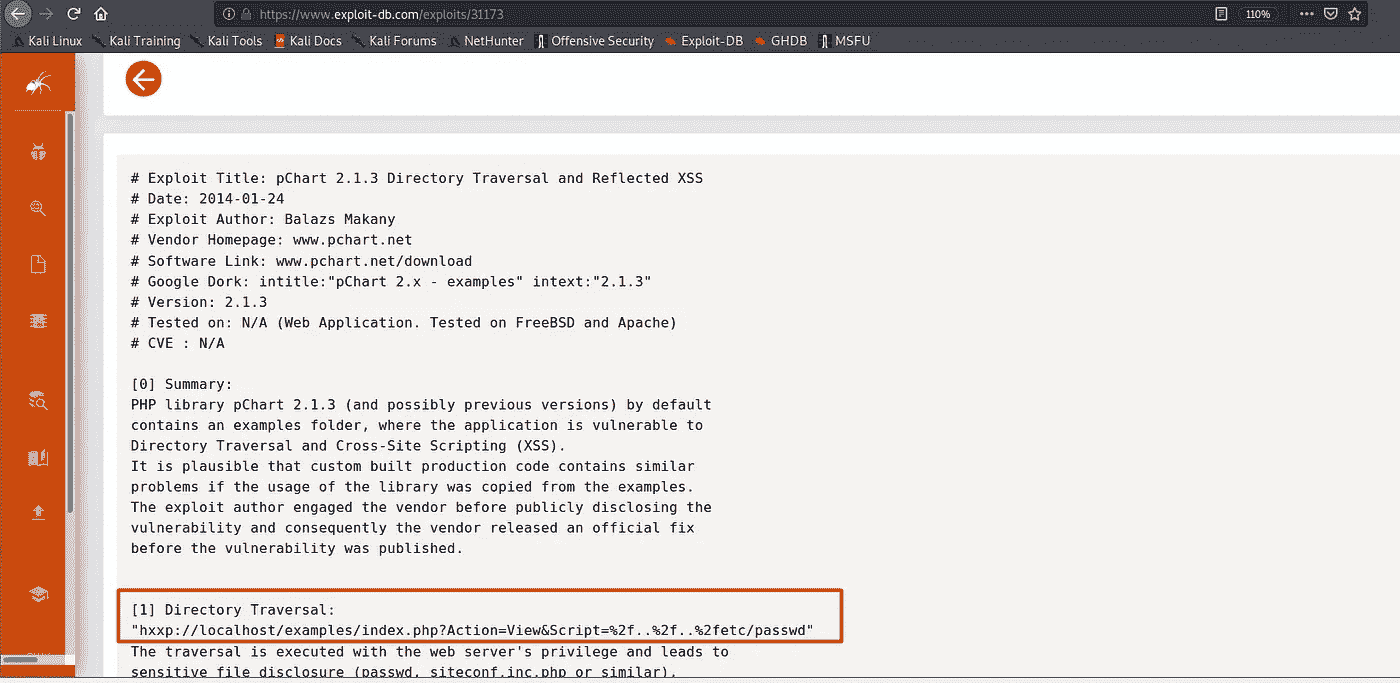 https://www.exploit-db.com/exploits/31173
110%
Kali Linux Kali Training Kali Tools Kali Docs Kali Forums NetHunter Offensive Security Exploit-DB GHDB MSFU
# Exploit Title: pChart 2.1.3 Directory Traversal and Reflected XSS
# Date: 2014-01-24
# Exploit Author: Balazs Makany
# Vendor Homepage: www.pchart.net
# Software Link: www.pchart.net/download
# Google Dork: intitle:"pChart 2.x - examples" intext:"2.1.3"
# Version: 2.1.3
# Tested on: N/A (Web Application. Tested on FreeBSD and Apache)
# CVE : N/A
[0] Summary:
PHP library pChart 2.1.3 (and possibly previous versions) by default
contains an examples folder, where the application is vulnerable to
Directory Traversal and Cross-Site Scripting (XSS).
It is plausible that custom built production code contains similar
problems if the usage of the library was copied from the examples.
The exploit author engaged the vendor before publicly disclosing the
vulnerability and consequently the vendor released an official fix
before the vulnerability was published.
[1] Directory Traversal:
"hxxp://localhost/examples/index.php?Action=View&Script=%2f..%2f..%2fetc/passwd"
The traversal is executed with the web server's privilege and leads to
sensitive file disclosure (passwd, siteconf.inc.php or similar),